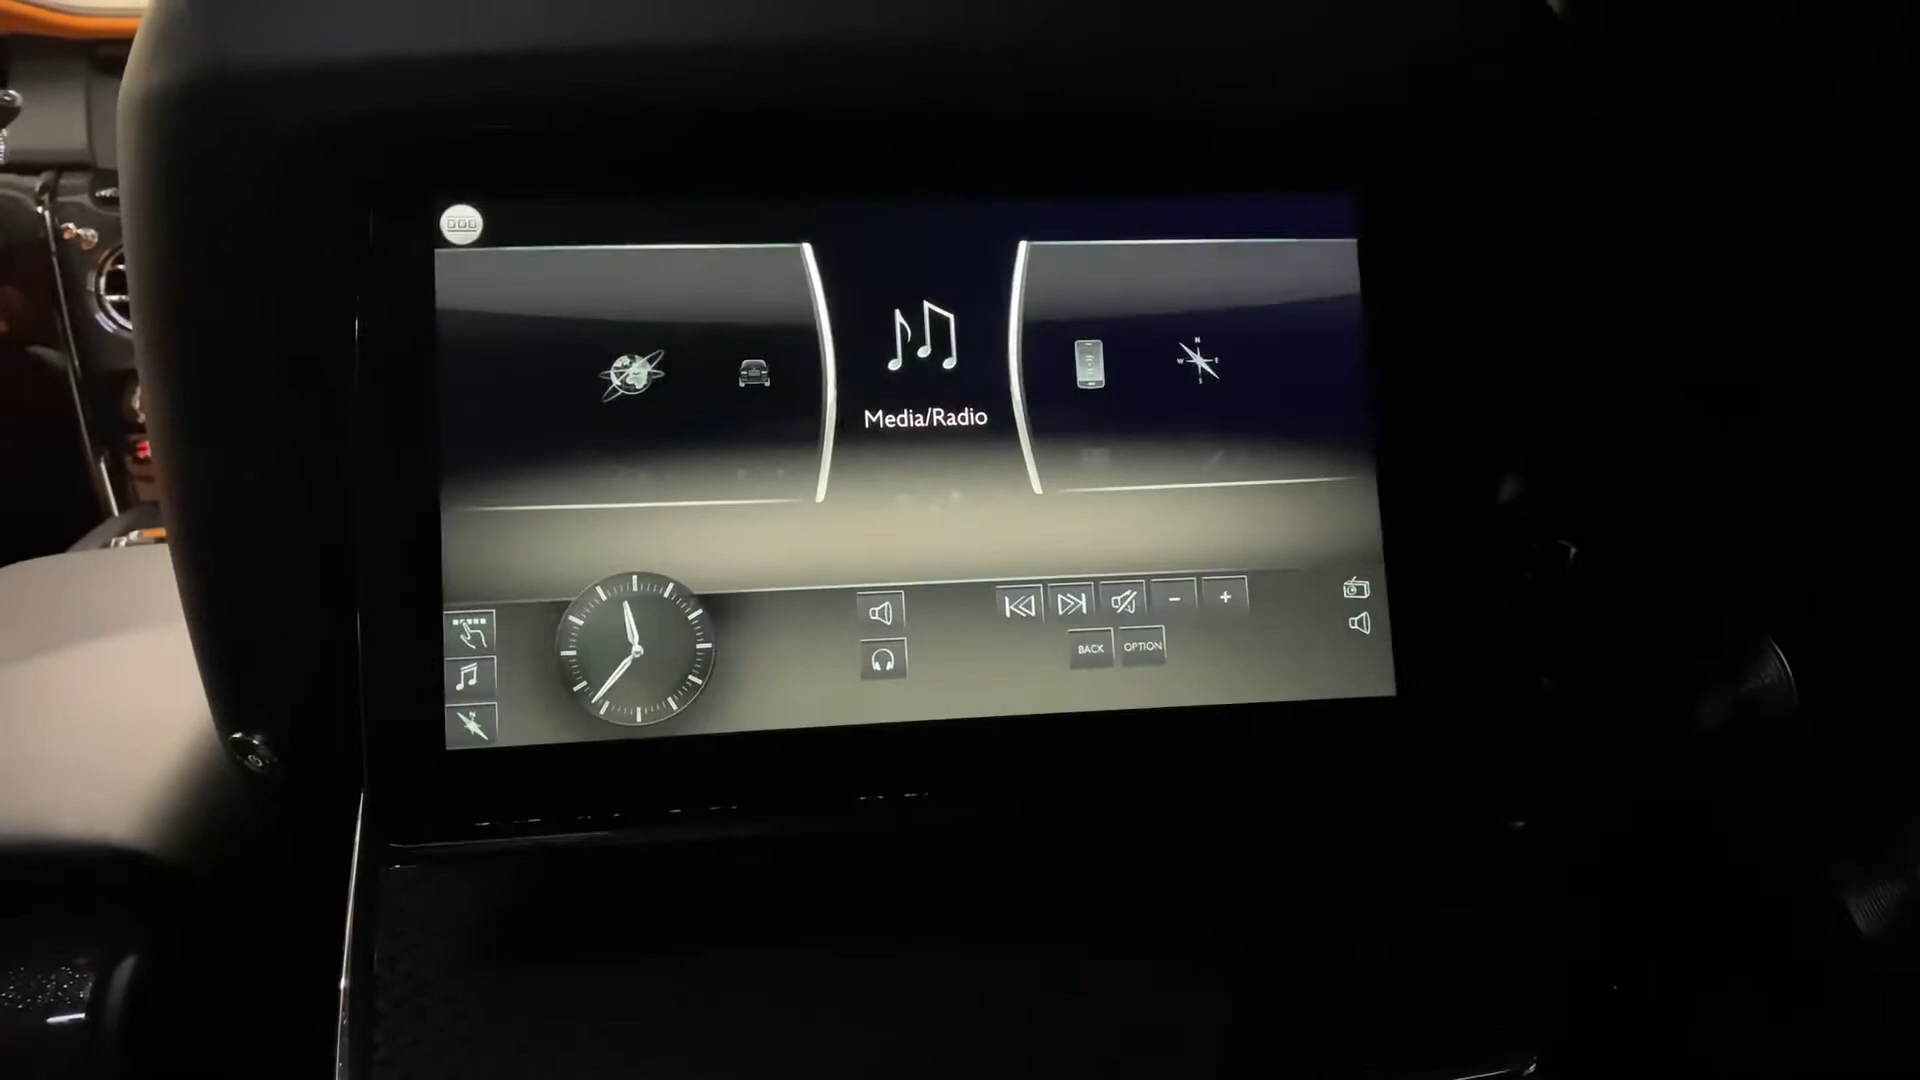 Media/Radio
N
W E
S
− +
BACK OPTION
N